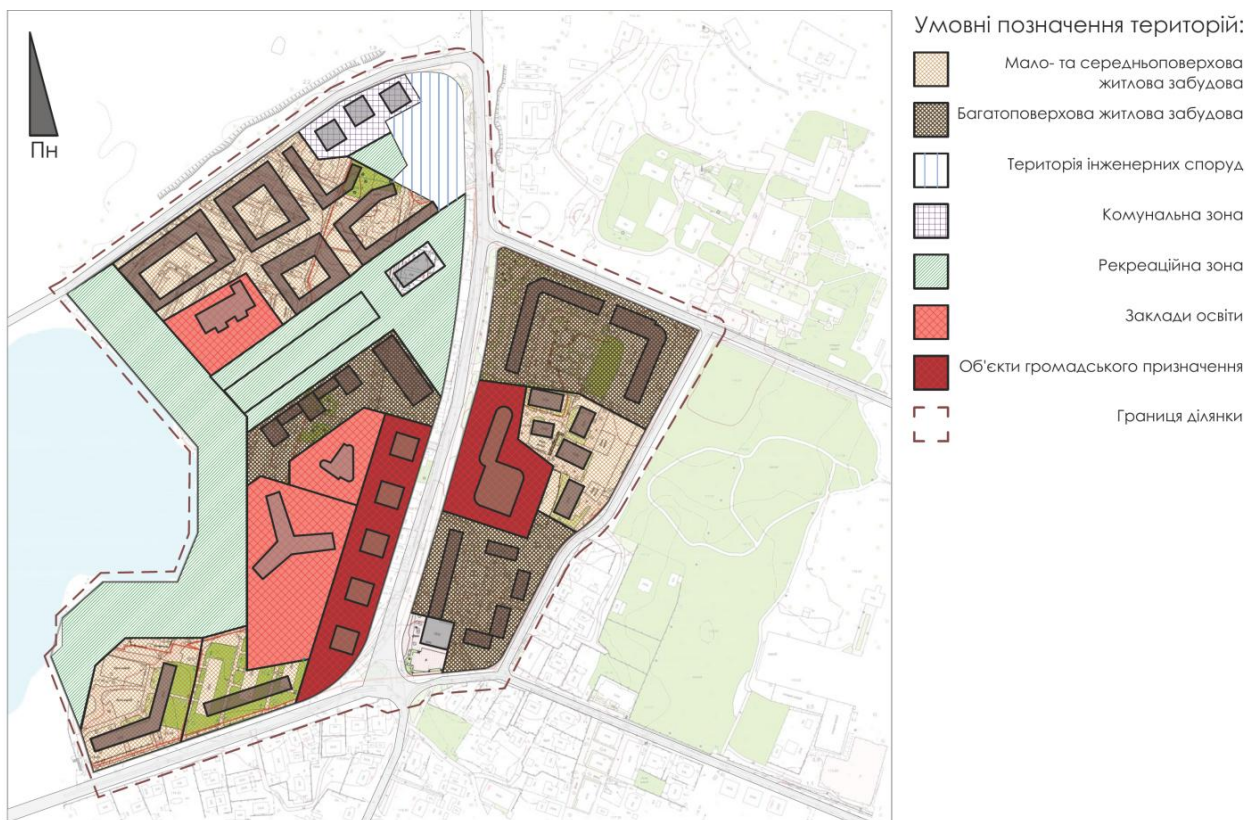 Пн
Умовні позначення територій:
Мало- та середньоповерхова
житлова забудова
Багатоповерхова житлова забудова
Територія інженерних споруд
Комунальна зона
Рекреаційна зона
Заклади освіти
Об'єкти громадського призначення
Границя ділянки